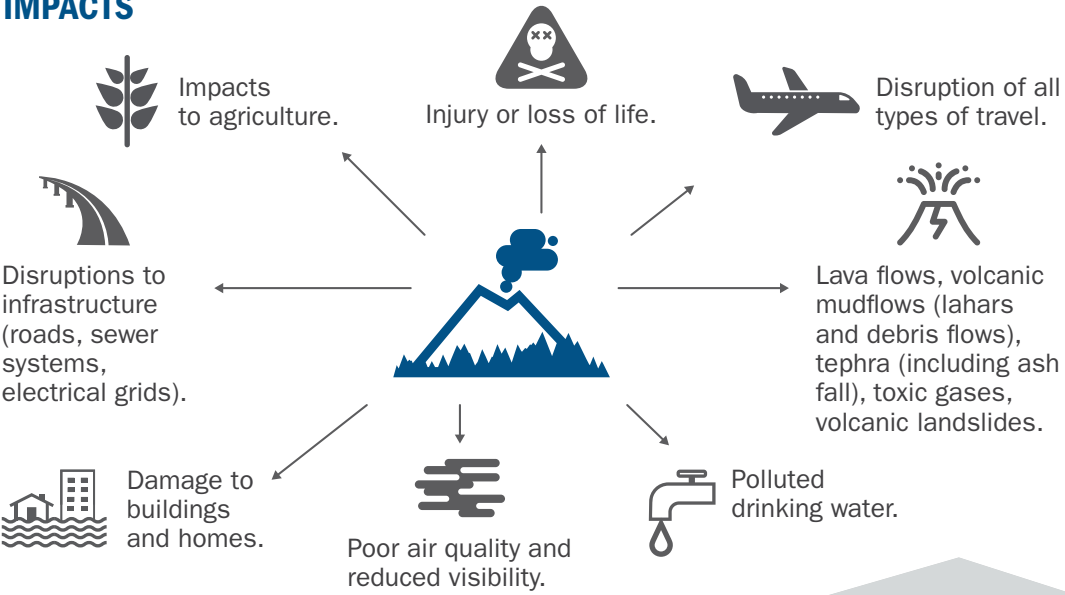 IMPACTS
Impacts
to agriculture.
Injury or loss of life.
Disruption of all
types of travel.
Disruptions to
infrastructure
(roads, sewer
systems,
electrical grids).
Lava flows, volcanic
mudflows (lahars
and debris flows),
tephra (including ash
fall), toxic gases,
volcanic landslides.
Damage to
buildings
and homes.
Poor air quality and
reduced visibility.
Polluted
drinking water.